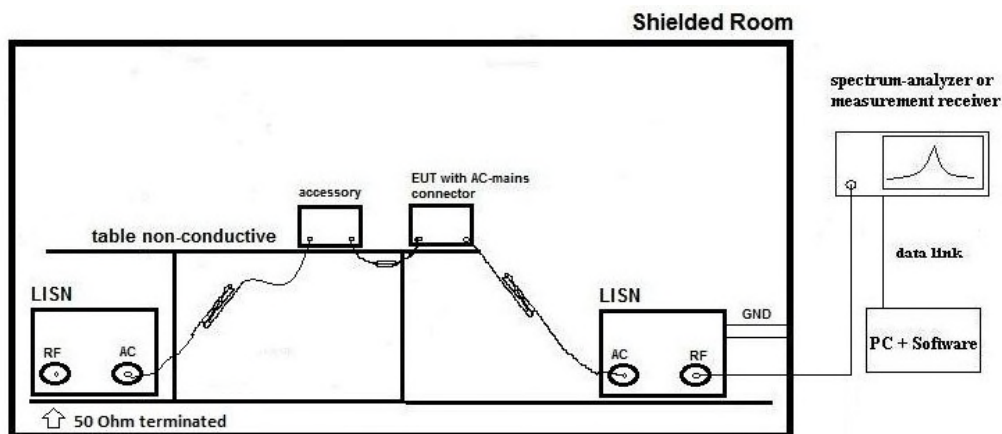 Shielded Room
spectrum-analyzer or
measurement receiver
EUT with AC-mains
connector
accessory
table non-conductive
data link
LISN
LISN
GND
PC + Software
RF
AC
AC
RF
50 Ohm terminated